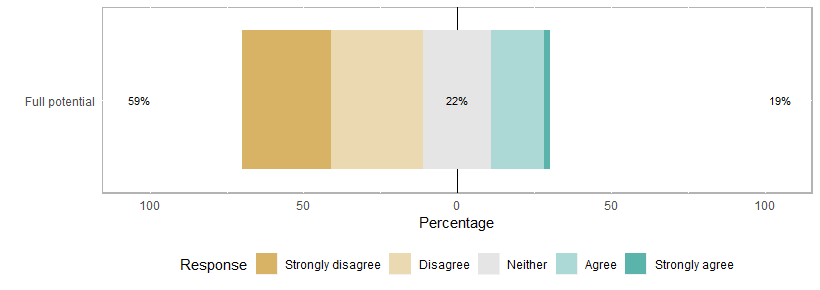 Full potential
59%
22%
19%
100 50 0 50 100
Percentage
Response Strongly disagree Disagree Neither Agree Strongly agree